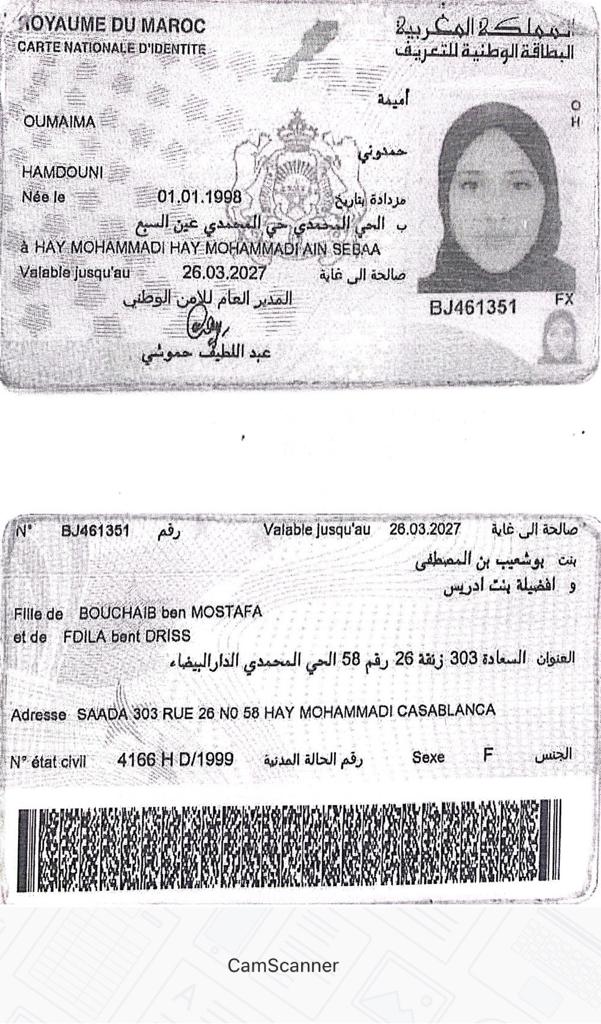 ROYAUME DU MAROC
المملكة المغربية
CARTE NATIONALE D'IDENTITE
البطاقة الوطنية للتعريف
أميمة
OUMAIMA
حمدوني
HAMDOUNI
Née le 01.01.1998 مزدادة بتاريخ
ب الحي المحمدي حي المحمدي عين السبع
à HAY MOHAMMADI HAY MOHAMMADI AIN SEBAA
Valable jusqu'au 26.03.2027 صالحة الى غاية
المدير العام للامن الوطني
عبد اللطيف حموشي
O
H
BJ461351
FX
N° BJ461351 رقم
Valable jusqu'au 26.03.2027 صالحة الى غاية
بنت بوشعيب بن المصطفى
و افضيلة بنت ادريس
Fille de BOUCHAIB ben MOSTAFA
et de FDILA bent DRISS
العنوان السعادة 303 زنقة 26 رقم 58 الحي المحمدي الدارالبيضاء
Adresse SAADA 303 RUE 26 N0 58 HAY MOHAMMADI CASABLANCA
N° état civil 4166 H D/1999 رقم الحالة المدنية
Sexe F الجنس
CamScanner